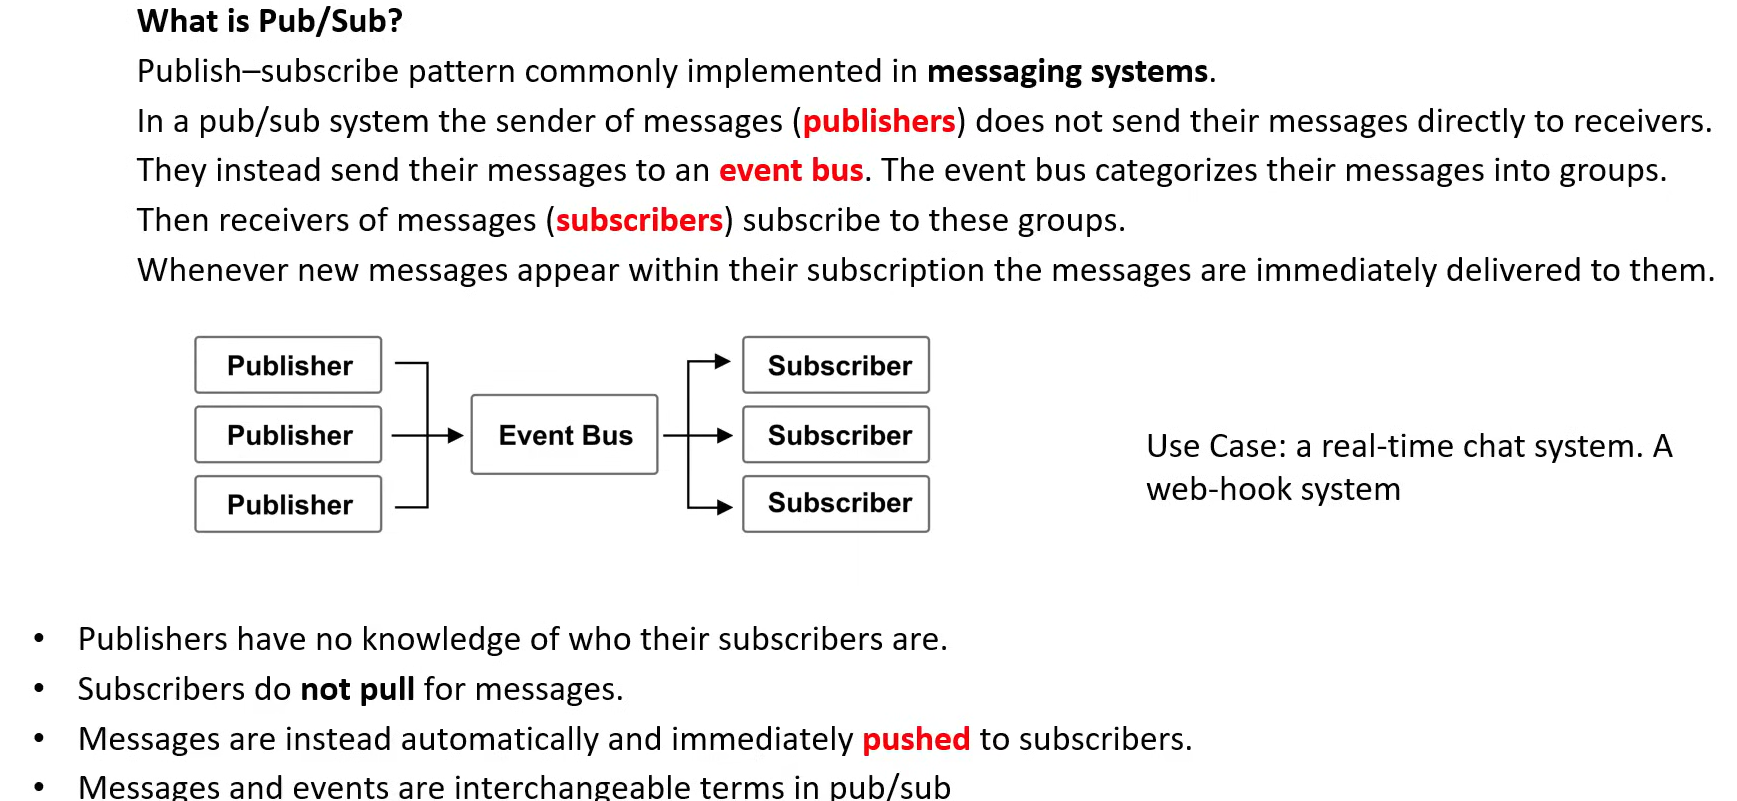 What is Pub/Sub?
Publish–subscribe pattern commonly implemented in messaging systems.
In a pub/sub system the sender of messages (publishers) does not send their messages directly to receivers.
They instead send their messages to an event bus. The event bus categorizes their messages into groups.
Then receivers of messages (subscribers) subscribe to these groups.
Whenever new messages appear within their subscription the messages are immediately delivered to them.
Publisher
Publisher
Publisher
Event Bus
Subscriber
Subscriber
Subscriber
Use Case: a real-time chat system. A
web-hook system
• Publishers have no knowledge of who their subscribers are.
• Subscribers do not pull for messages.
• Messages are instead automatically and immediately pushed to subscribers.
• Messages and events are interchangeable terms in pub/sub